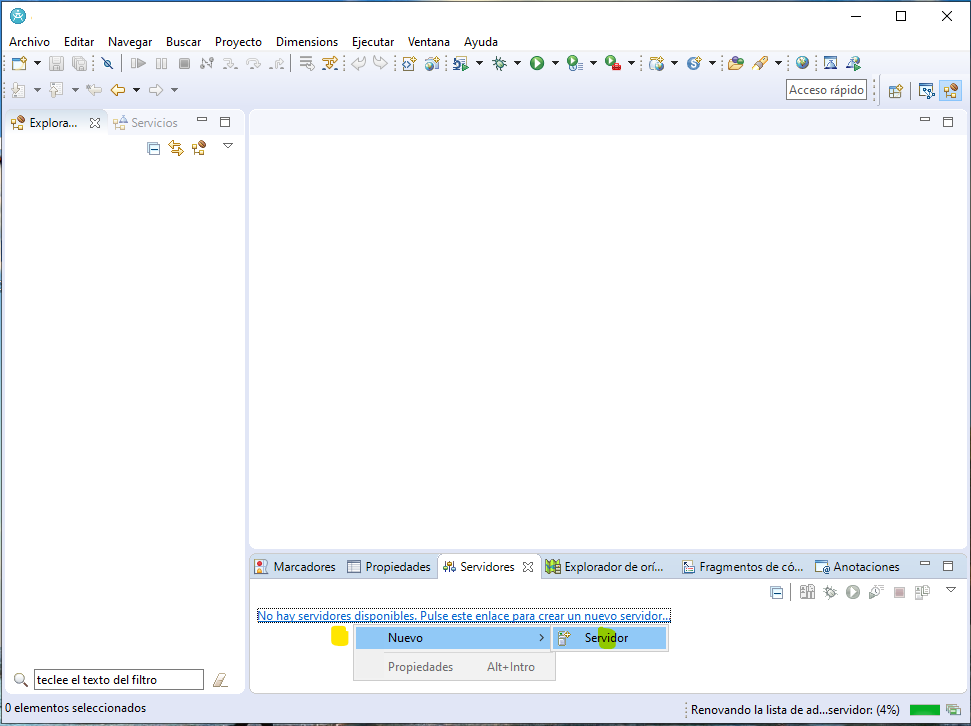 Archivo Editar Navegar Buscar Proyecto Dimensions Ejecutar Ventana Ayuda
Acceso rápido
Explora... Servicios
Marcadores Propiedades Servidores Explorador de orí... Fragmentos de có... Anotaciones
No hay servidores disponibles. Pulse este enlace para crear un nuevo servidor...
Nuevo > Servidor
Propiedades Alt+Intro
teclee el texto del filtro
0 elementos seleccionados
Renovando la lista de ad...servidor: (4%)